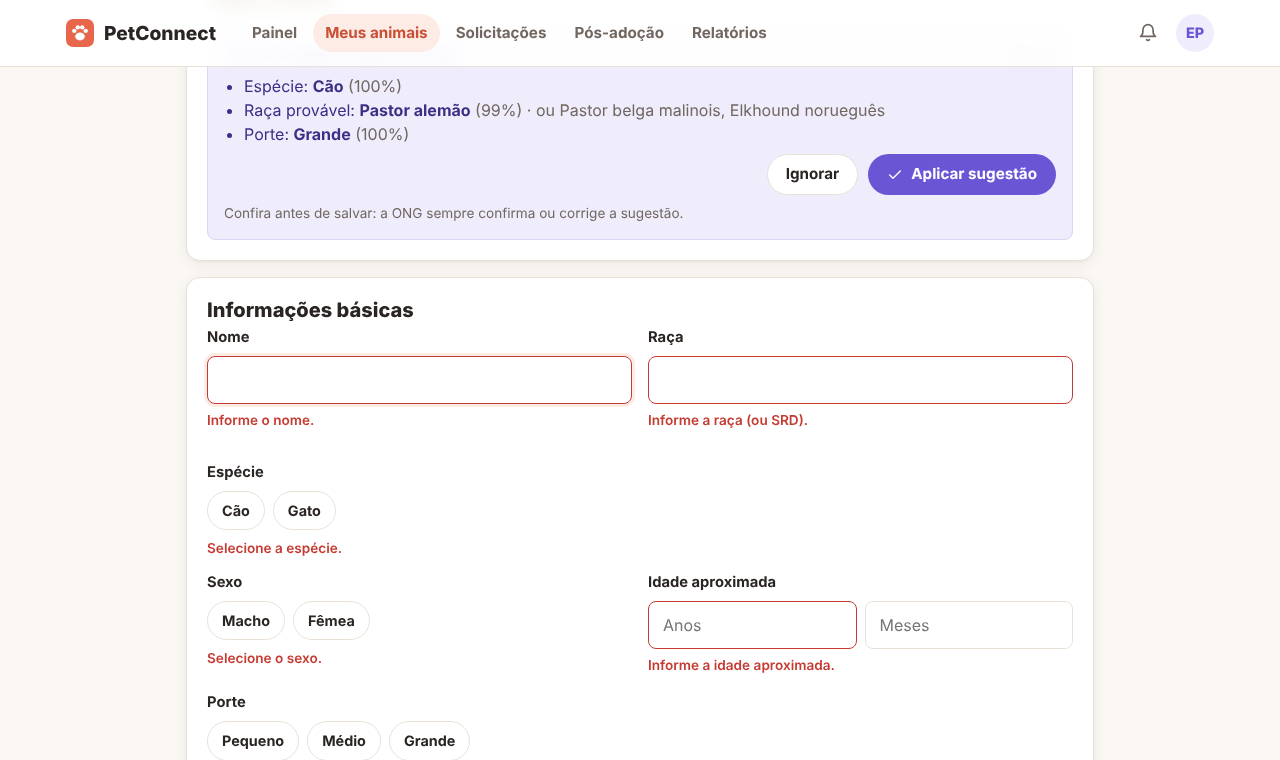 PetConnect Painel Meus animais Solicitações Pós-adoção Relatórios EP
Espécie: Cão (100%)
Raça provável: Pastor alemão (99%) · ou Pastor belga malinois, Elkhound norueguês
Porte: Grande (100%)
Ignorar Aplicar sugestão
Confira antes de salvar: a ONG sempre confirma ou corrige a sugestão.
Informações básicas
Nome Raça
Informe o nome. Informe a raça (ou SRD).
Espécie
Cão Gato
Selecione a espécie.
Sexo Idade aproximada
Macho Fêmea Anos Meses
Selecione o sexo. Informe a idade aproximada.
Porte
Pequeno Médio Grande